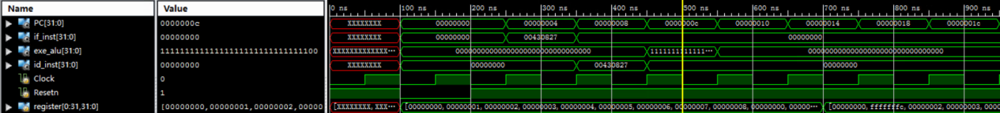 Name Value 0 ns 100 ns 200 ns 300 ns 400 ns 500 ns 600 ns 700 ns 800 ns 900 ns
PC[31:0] 0000000c XXXXXXXX 00000000 00000004 00000008 0000000c 00000010 00000014 00000018 0000001c
if_inst[31:0] 00000000 XXXXXXXX 00000000 00430827 00000000
exe_alu[31:0] 11111111111111111111111111111100 XXXXXXXXXXXXX... 00000000000000000000000000000000 1111111111111... 00000000000000000000000000000000
id_inst[31:0] 00000000 XXXXXXXX 00000000 00430827 00000000
Clock 0
Resetn 1
register[0:31,31:0] [00000000,00000001,00000002,00000 [XXXXXXXX, XXX... [00000000, 00000001, 00000002, 00000003, 00000004, 00000005, 00000006, 00000007, 00000008, 00000000, 00000... [00000000, fffffffc, 00000002, 00000003, 0000